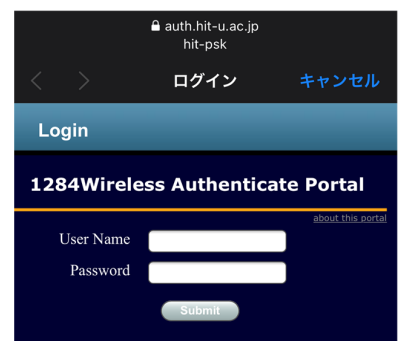 auth.hit-u.ac.jp
hit-psk
ログイン
キャンセル
Login
1284Wireless Authenticate Portal
about this portal
User Name
Password
Submit